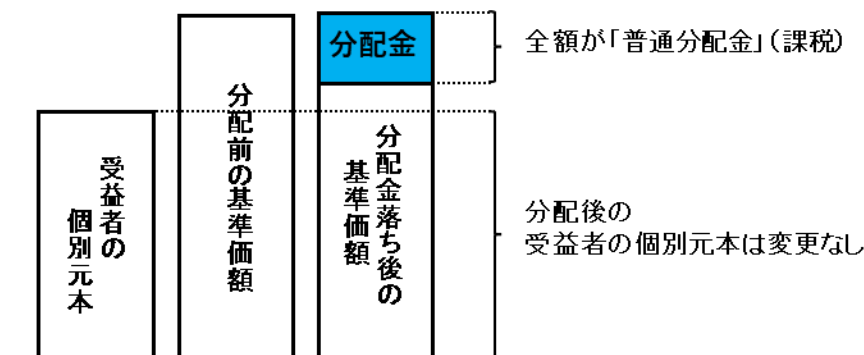 受益者の
個別元本
分配前の基準価額
分配金
分配金落ち後の
基準価額
全額が「普通分配金」(課税)
分配後の
受益者の個別元本は変更なし